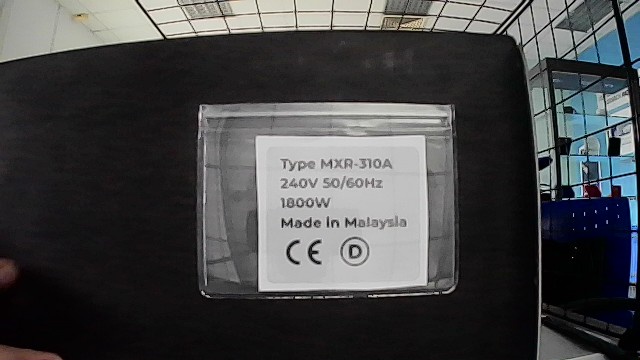 Type MXR-310A
240V 50/60Hz
1800W
Made in Malaysia
CE D